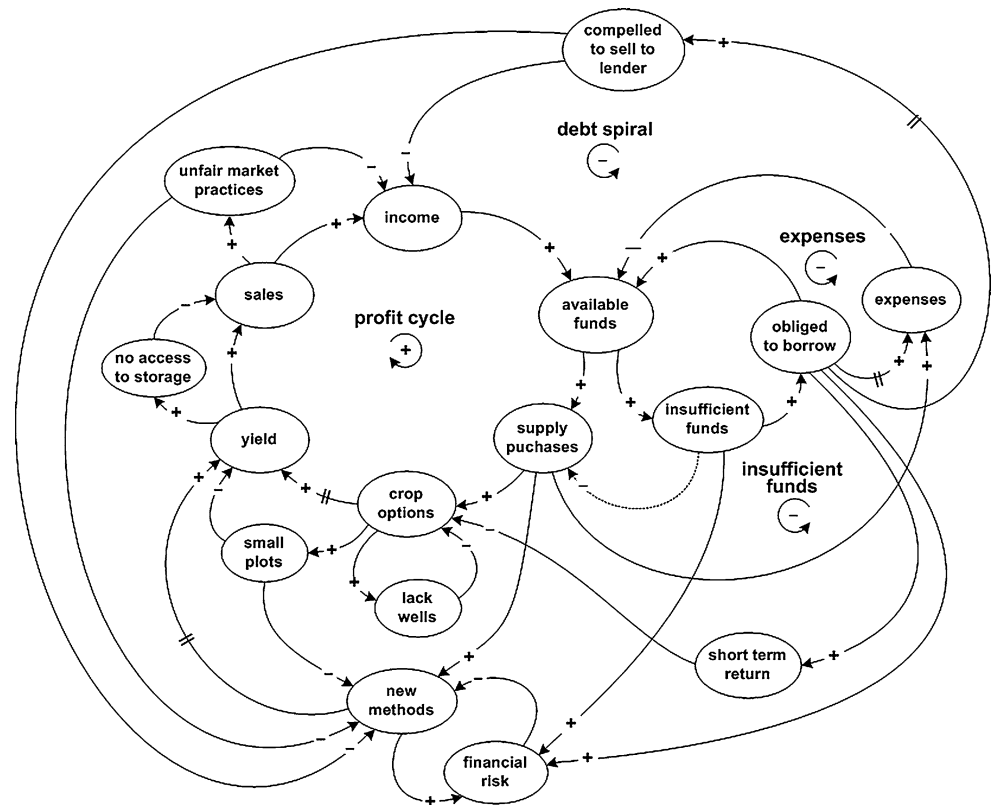 compelled
to sell to
lender
+
//
debt spiral
-
unfair market
practices
-
-
income
+
+
+
sales
-
no access
to storage
+
+
yield
profit cycle
+
available
funds
-
+
expenses
-
expenses
obliged
to borrow
//
+
+
+
+
insufficient
funds
+
supply
puchases
-
insufficient
funds
-
crop
options
+
//
+
-
+
-
small
plots
+
+
-
lack
wells
//
-
new
methods
+
-
short term
return
+
+
+
financial
risk
+
-
-